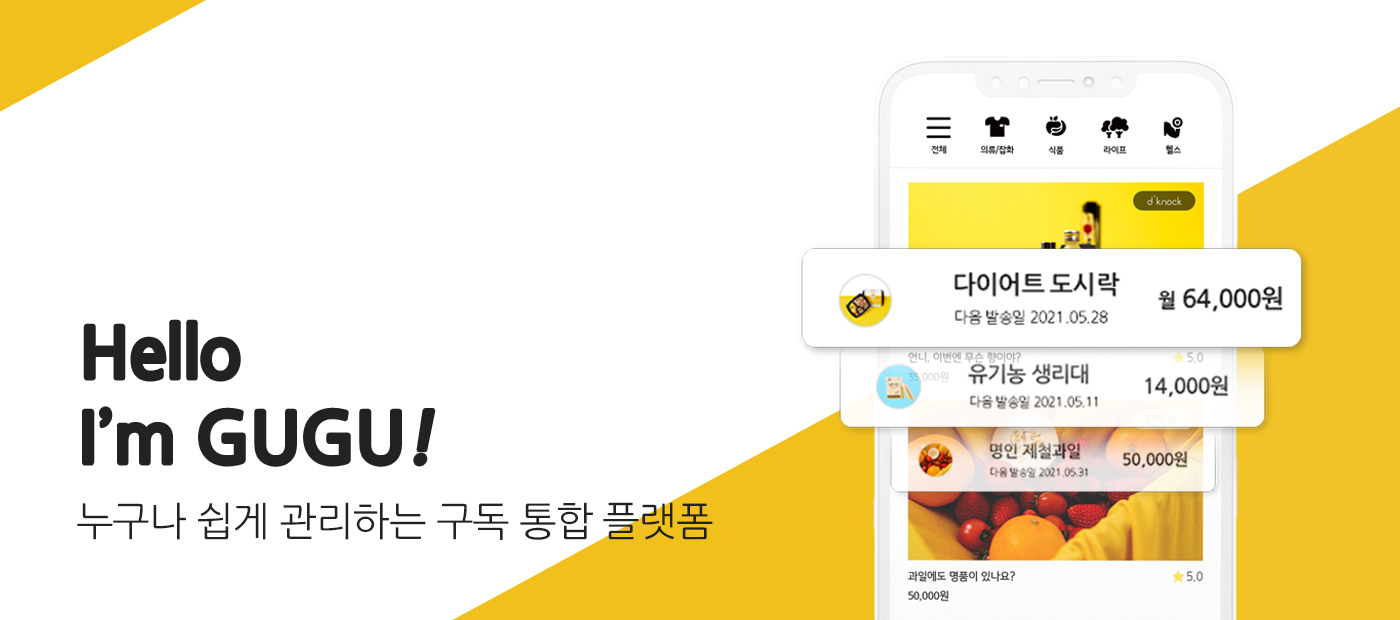 Hello
I'm GUGU!
누구나 쉽게 관리하는 구독 통합 플랫폼
전체
의류/잡화
식품
라이프
헬스
d'knock
다이어트 도시락
다음 발송일 2021.05.28
월 64,000원
언니, 이번엔 무슨 향이야?
5.0
35,000원
유기농 생리대
다음 발송일 2021.05.11
14,000원
명인 제철과일
다음 발송일 2021.05.31
50,000원
과일에도 명품이 있나요?
5.0
50,000원